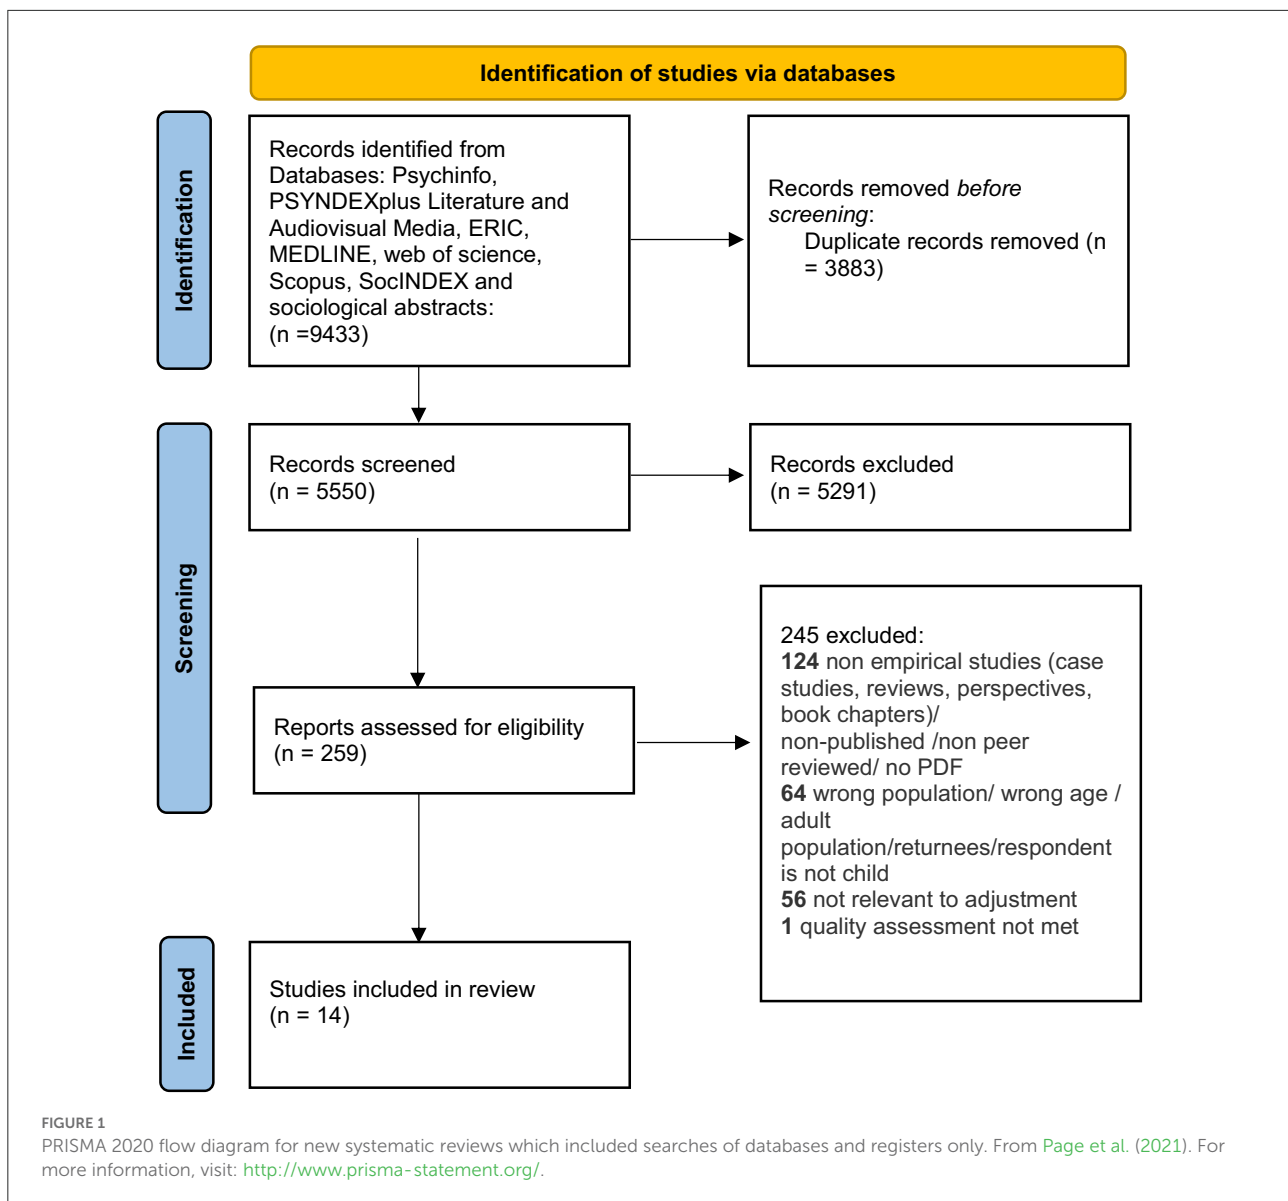 Identification of studies via databases
Identification
Records identified from
Databases: Psychinfo,
PSYNDEXplus Literature and
Audiovisual Media, ERIC,
MEDLINE, web of science,
Scopus, SocINDEX and
sociological abstracts:
(n =9433)
Records removed before
screening:
Duplicate records removed (n
= 3883)
Screening
Records screened
(n = 5550)
Records excluded
(n = 5291)
Reports assessed for eligibility
(n = 259)
245 excluded:
124 non empirical studies (case
studies, reviews, perspectives,
book chapters)/
non-published /non peer
reviewed/ no PDF
64 wrong population/ wrong age /
adult
population/returnees/respondent
is not child
56 not relevant to adjustment
1 quality assessment not met
Included
Studies included in review
(n = 14)
FIGURE 1
PRISMA 2020 flow diagram for new systematic reviews which included searches of databases and registers only. From Page et al. (2021). For
more information, visit: http://www.prisma-statement.org/.